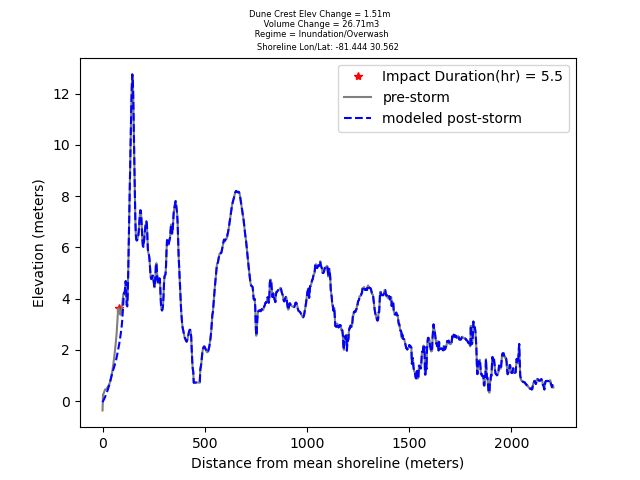 Dune Crest Elev Change = 1.51m
Volume Change = 26.71m3
Regime = Inundation/Overwash
Shoreline Lon/Lat: -81.444 30.562
Impact Duration(hr) = 5.5
pre-storm
modeled post-storm
Elevation (meters)
12
10
8
6
4
2
0
0 500 1000 1500 2000
Distance from mean shoreline (meters)